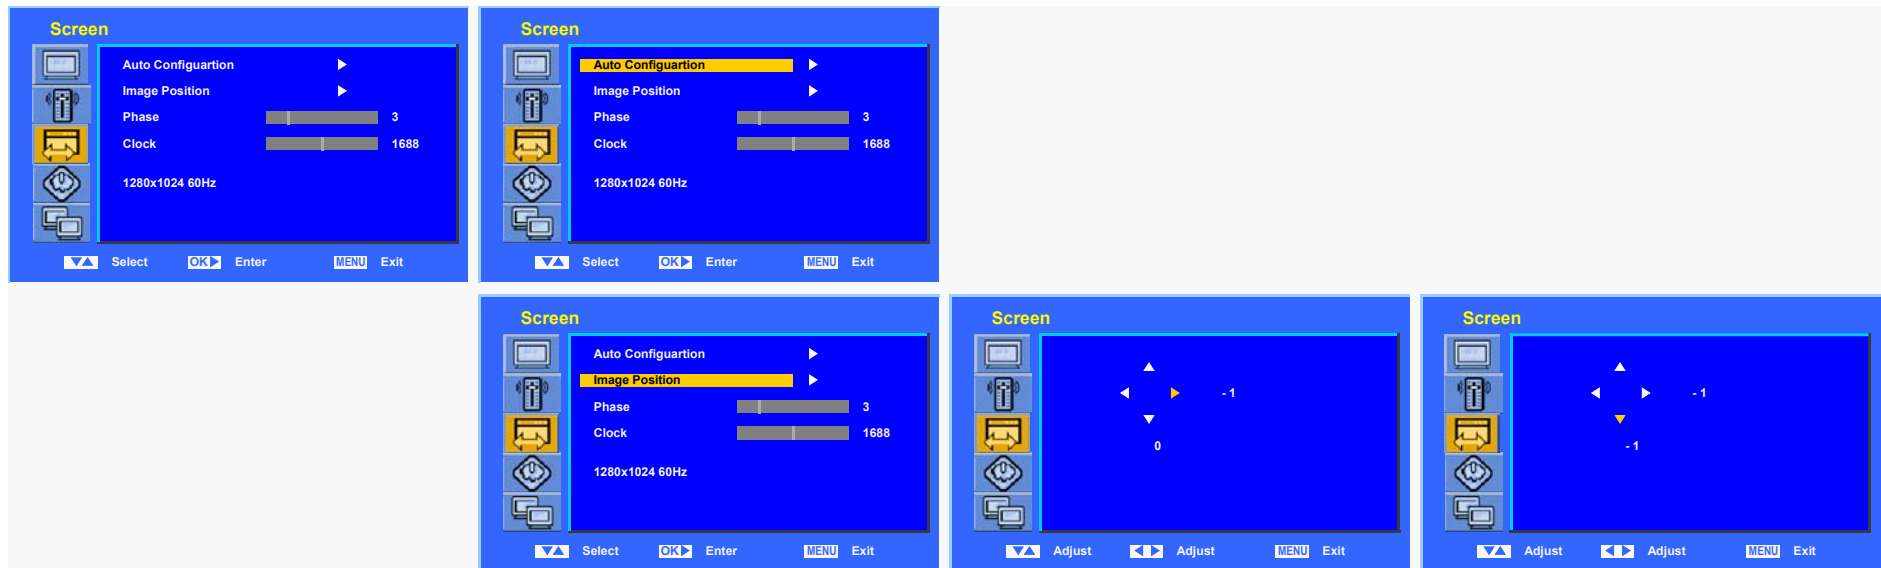 Screen
Auto Configuartion
Image Position
Phase 3
Clock 1688
1280x1024 60Hz
Select OK Enter MENU Exit
Screen
Auto Configuartion
Image Position
Phase 3
Clock 1688
1280x1024 60Hz
Select OK Enter MENU Exit
Screen
Auto Configuartion
Image Position
Phase 3
Clock 1688
1280x1024 60Hz
Select OK Enter MENU Exit
Screen
- 1
0
Adjust Adjust MENU Exit
Screen
- 1
- 1
Adjust Adjust MENU Exit